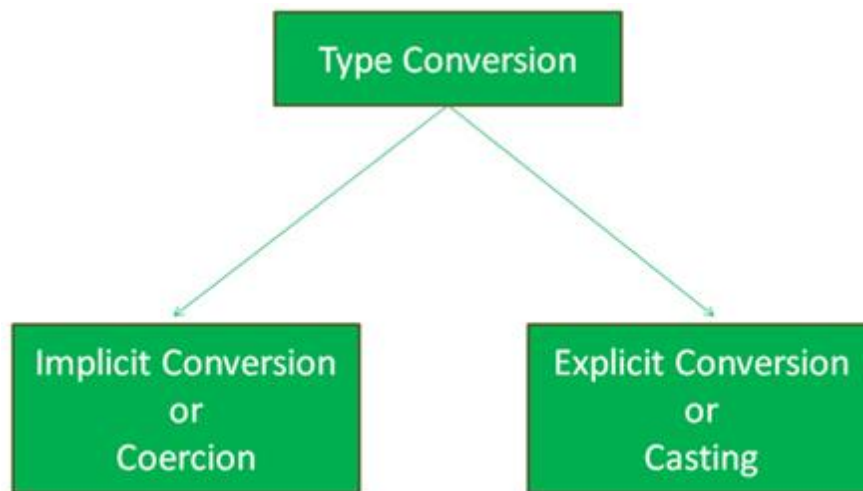 Type Conversion
Implicit Conversion
or
Coercion
Explicit Conversion
or
Casting